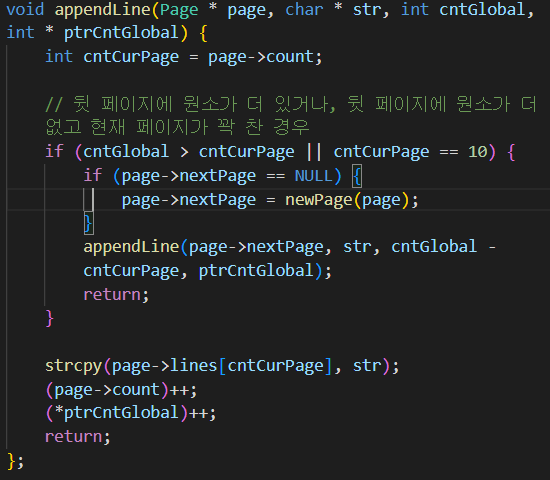 void appendLine(Page * page, char * str, int cntGlobal,
int * ptrCntGlobal) {
    int cntCurPage = page->count;

    // 뒷 페이지에 원소가 더 있거나, 뒷 페이지에 원소가 더
    없고 현재 페이지가 꽉 찬 경우
    if (cntGlobal > cntCurPage || cntCurPage == 10) {
        if (page->nextPage == NULL) {
            page->nextPage = newPage(page);
        }
        appendLine(page->nextPage, str, cntGlobal -
        cntCurPage, ptrCntGlobal);
        return;
    }

    strcpy(page->lines[cntCurPage], str);
    (page->count)++;
    (*ptrCntGlobal)++;
    return;
};